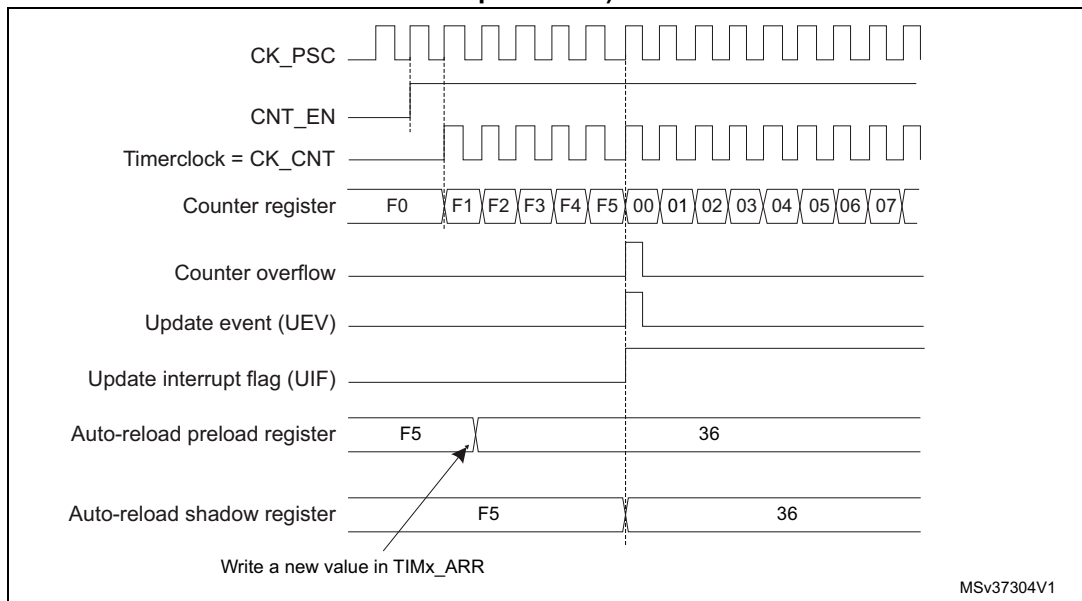 CK_PSC
CNT_EN
Timerclock = CK_CNT
Counter register F0 F1 F2 F3 F4 F5 00 01 02 03 04 05 06 07
Counter overflow
Update event (UEV)
Update interrupt flag (UIF)
Auto-reload preload register F5 36
Auto-reload shadow register F5 36
Write a new value in TIMx_ARR
MSv37304V1